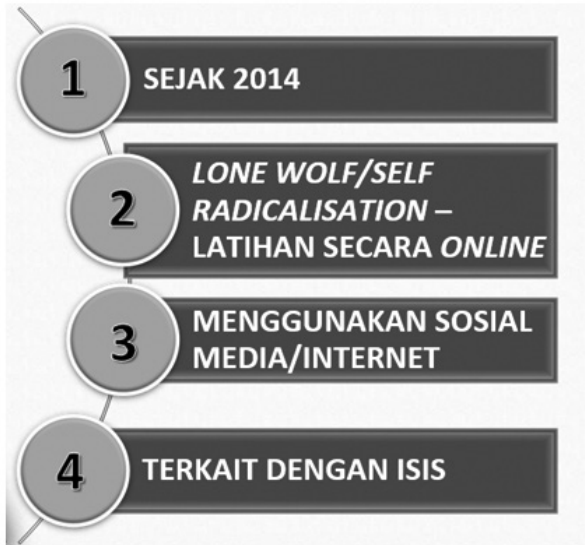 1
SEJAK 2014
2
LONE WOLF/SELF
RADICALISATION –
LATIHAN SECARA ONLINE
3
MENGGUNAKAN SOSIAL
MEDIA/INTERNET
4
TERKAIT DENGAN ISIS